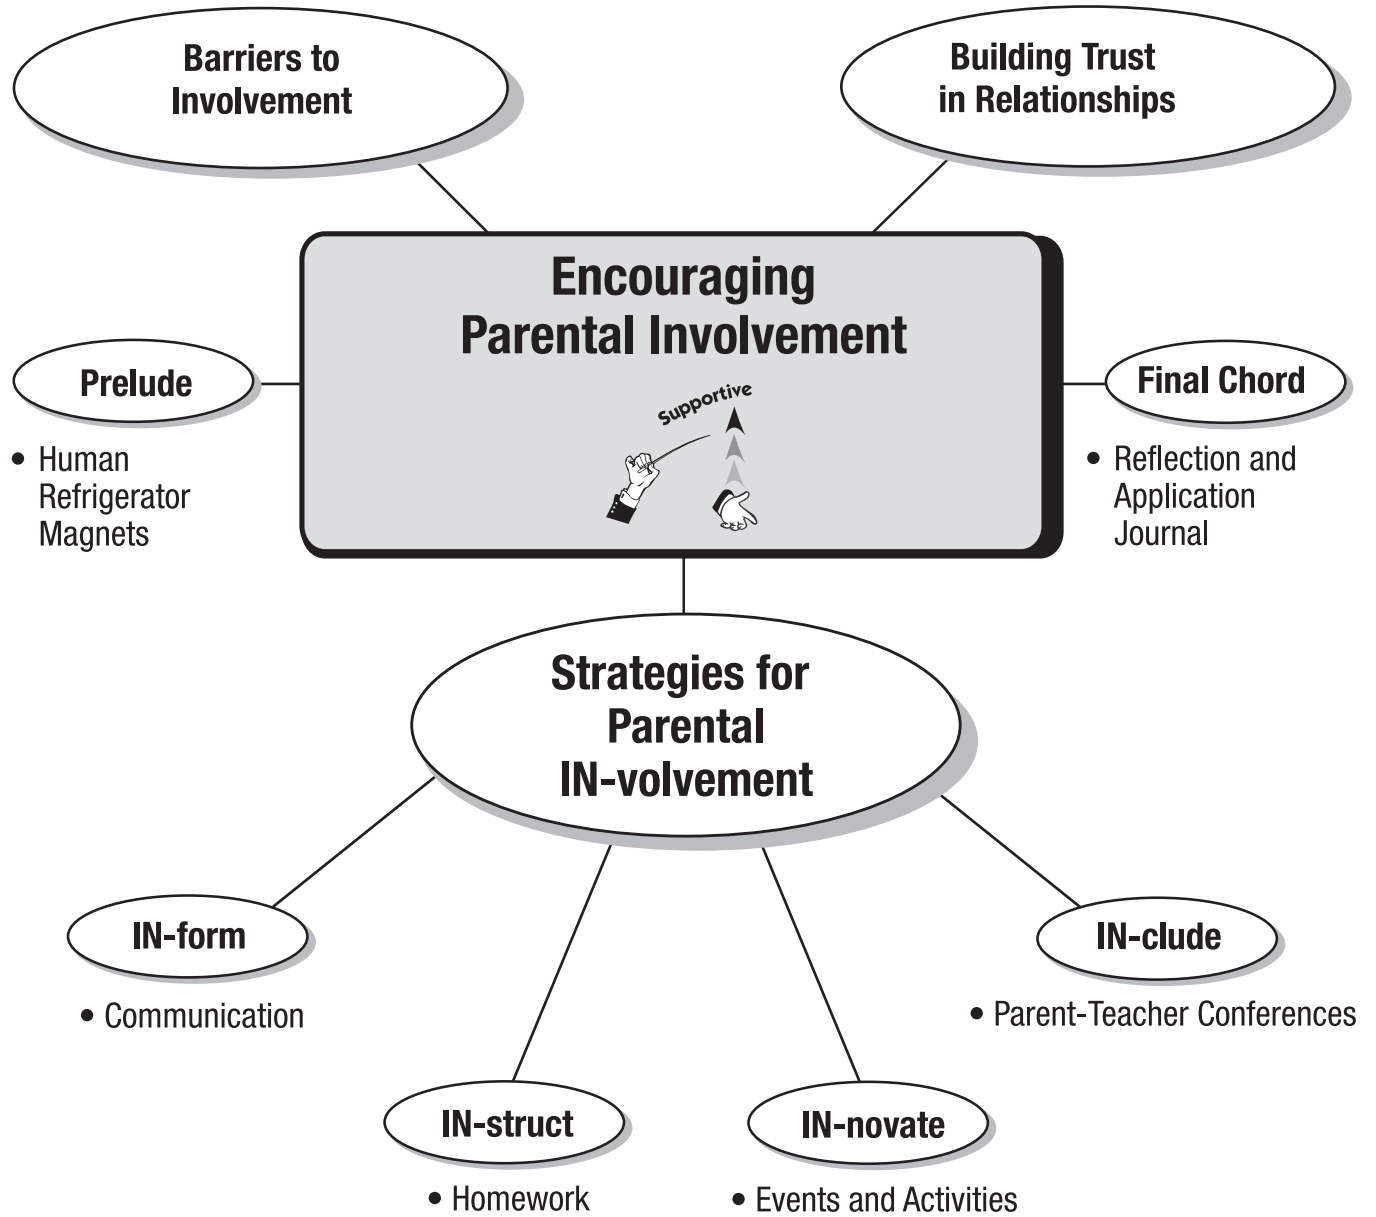 Barriers to
Involvement
Building Trust
in Relationships
Encouraging
Parental Involvement
Supportive
Prelude
• Human
Refrigerator
Magnets
Final Chord
• Reflection and
Application
Journal
Strategies for
Parental
IN-volvement
IN-form
• Communication
IN-struct
• Homework
IN-novate
• Events and Activities
IN-clude
• Parent-Teacher Conferences